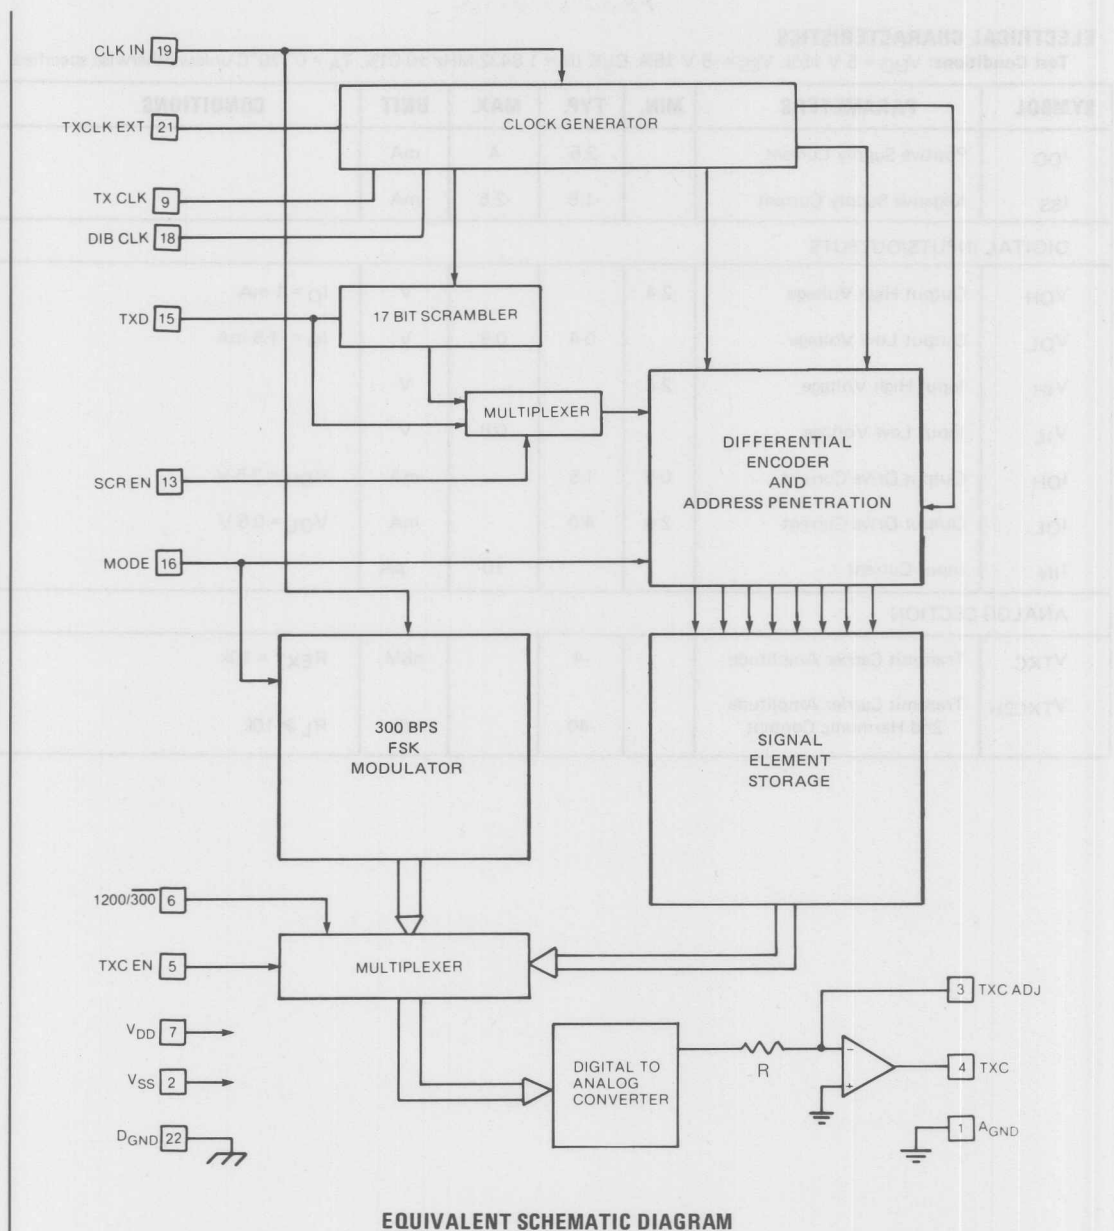 CLK IN 19
TXCLK EXT 21
CLOCK GENERATOR
TX CLK 9
DIB CLK 18
TXD 15
17 BIT SCRAMBLER
MULTIPLEXER
DIFFERENTIAL
ENCODER
AND
ADDRESS PENETRATION
SCR EN 13
MODE 16
300 BPS
FSK
MODULATOR
SIGNAL
ELEMENT
STORAGE
1200/300 6
TXC EN 5
MULTIPLEXER
3 TXC ADJ
VDD 7
DIGITAL TO
ANALOG
CONVERTER
R
−
+
4 TXC
VSS 2
DGND 22
1 AGND
EQUIVALENT SCHEMATIC DIAGRAM